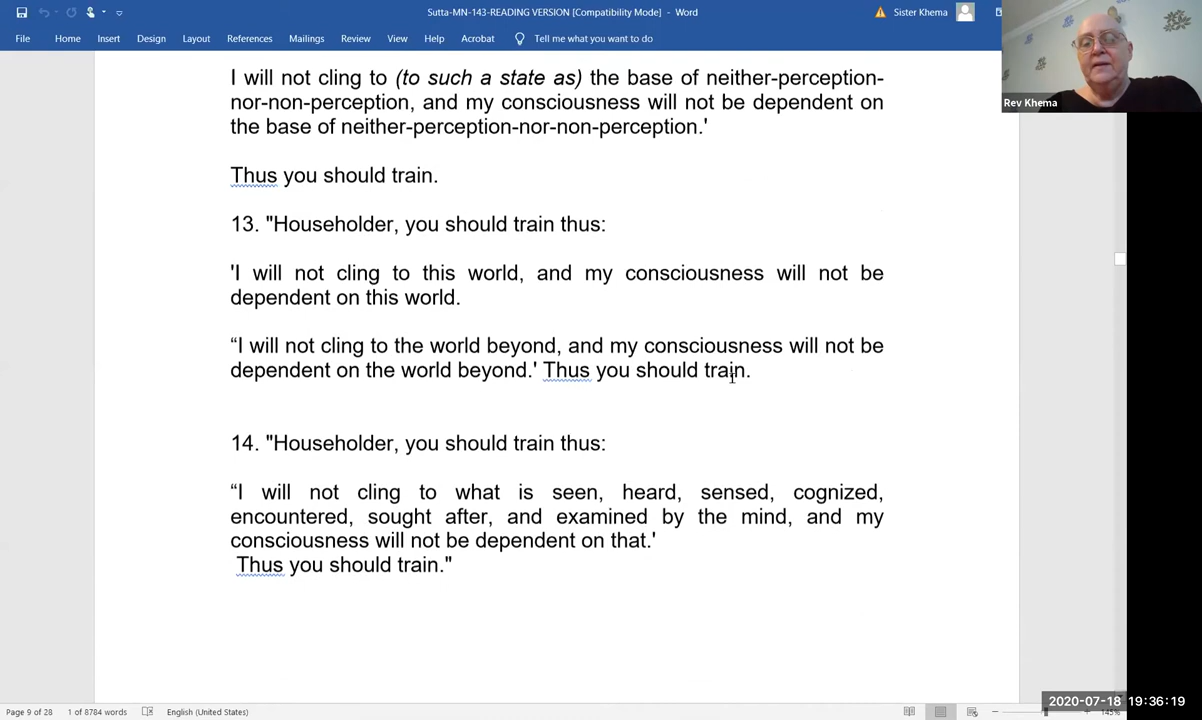 Sutta-MN-143-READING VERSION [Compatibility Mode] - Word
Sister Khema
File Home Insert Design Layout References Mailings Review View Help Acrobat Tell me what you want to do
Rev Khema
I will not cling to (to such a state as) the base of neither-perception-
nor-non-perception, and my consciousness will not be dependent on
the base of neither-perception-nor-non-perception.'
Thus you should train.
13. "Householder, you should train thus:
'I will not cling to this world, and my consciousness will not be
dependent on this world.
“I will not cling to the world beyond, and my consciousness will not be
dependent on the world beyond.' Thus you should train.
14. "Householder, you should train thus:
“I will not cling to what is seen, heard, sensed, cognized,
encountered, sought after, and examined by the mind, and my
consciousness will not be dependent on that.'
Thus you should train."
Page 9 of 28 1 of 8784 words English (United States) 145%
2020-07-18 19:36:19